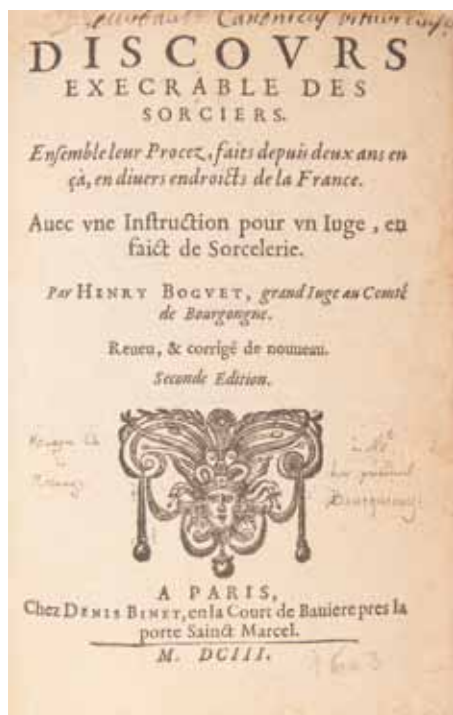 Canonicus
DISCOVRS
EXECRABLE DES
SORCIERS.
Enſemble leur Procez, faits depuis deux ans en
çà, en diuers endroicts de la France.
Auec vne Inſtruction pour vn Iuge, en
faict de Sorcelerie.
Par HENRY BOGVET, grand Iuge au Comté
de Bourgongne.
Reueu, & corrigé de nouueau.
Seconde Edition.
A PARIS,
Chez DENIS BINET, en la Court de Bauiere pres la
porte Sainct Marcel.
M. DCIII.
1603